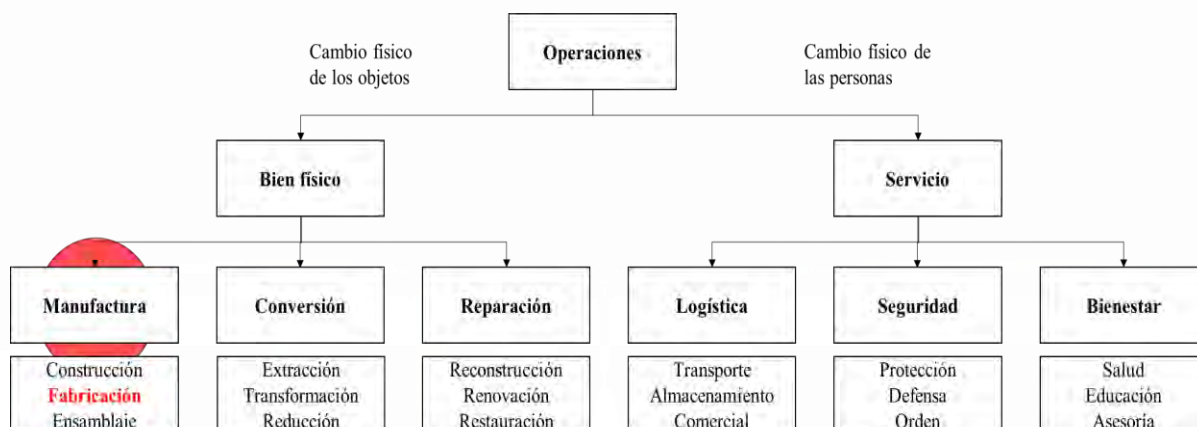 Operaciones
Cambio físico
de los objetos
Cambio físico de
las personas
Bien físico
Servicio
Manufactura
Conversión
Reparación
Logística
Seguridad
Bienestar
Construcción
Fabricación
Ensamblaje
Extracción
Transformación
Reducción
Reconstrucción
Renovación
Restauración
Transporte
Almacenamiento
Comercial
Protección
Defensa
Orden
Salud
Educación
Asesoría